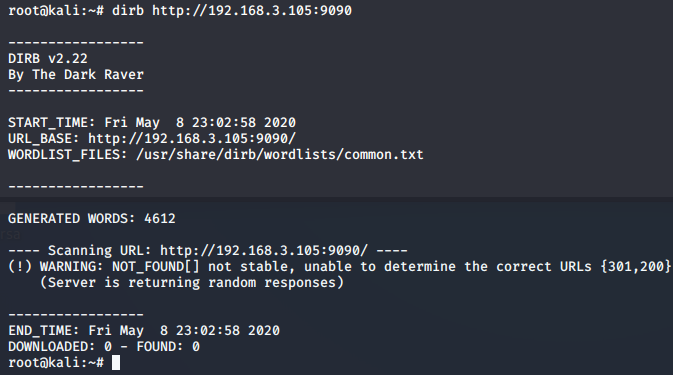 root@kali:~# dirb http://192.168.3.105:9090
-----------------
DIRB v2.22
By The Dark Raver
-----------------
START_TIME: Fri May  8 23:02:58 2020
URL_BASE: http://192.168.3.105:9090/
WORDLIST_FILES: /usr/share/dirb/wordlists/common.txt
-----------------
GENERATED WORDS: 4612
---- Scanning URL: http://192.168.3.105:9090/ ----
(!) WARNING: NOT_FOUND[] not stable, unable to determine the correct URLs {301,200}
    (Server is returning random responses)
-----------------
END_TIME: Fri May  8 23:02:58 2020
DOWNLOADED: 0 - FOUND: 0
root@kali:~#